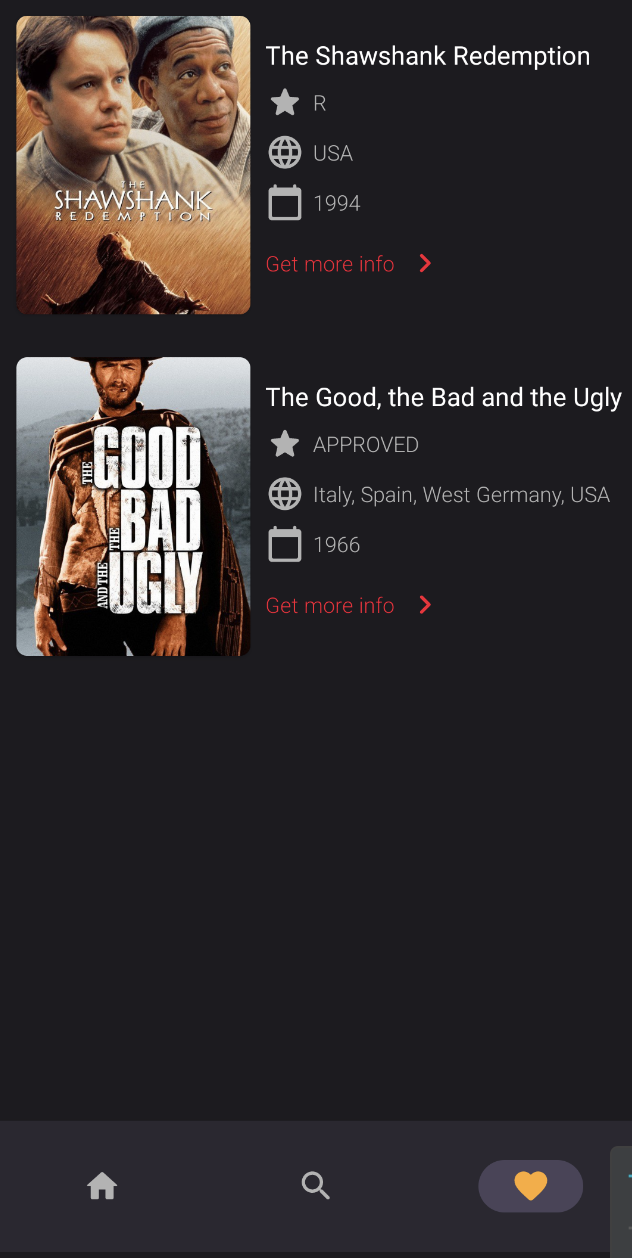 THE
SHAWSHANK
REDEMPTION
The Shawshank Redemption
R
USA
1994
Get more info
THE GOOD
THE BAD
AND THE UGLY
The Good, the Bad and the Ugly
APPROVED
Italy, Spain, West Germany, USA
1966
Get more info